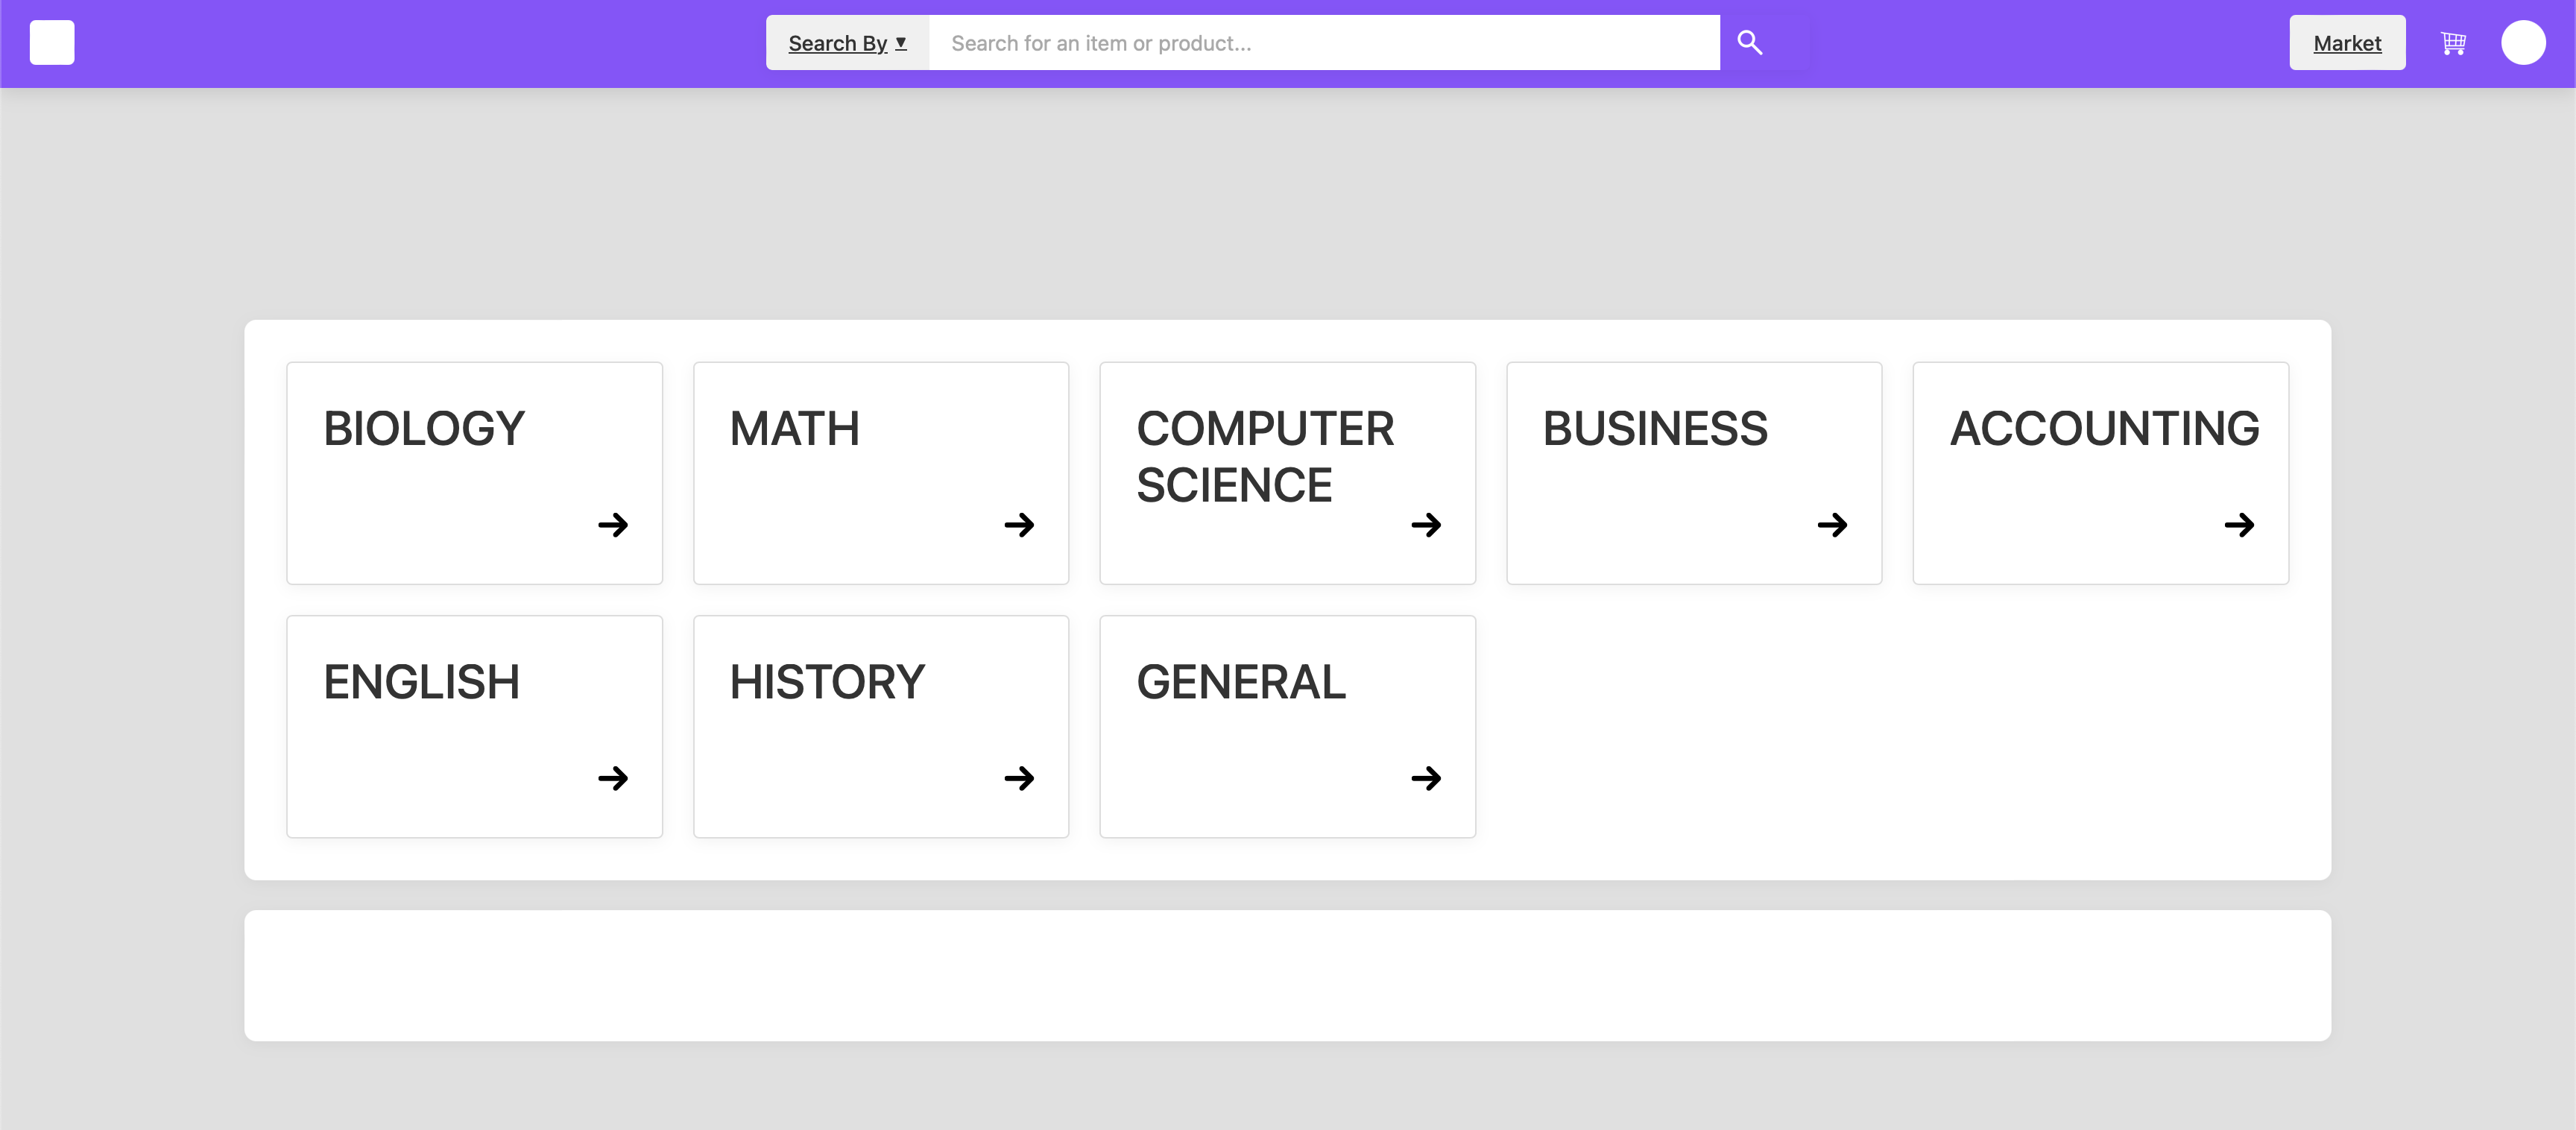 Search By ▼
Search for an item or product...
Market
BIOLOGY
MATH
COMPUTER
SCIENCE
BUSINESS
ACCOUNTING
ENGLISH
HISTORY
GENERAL